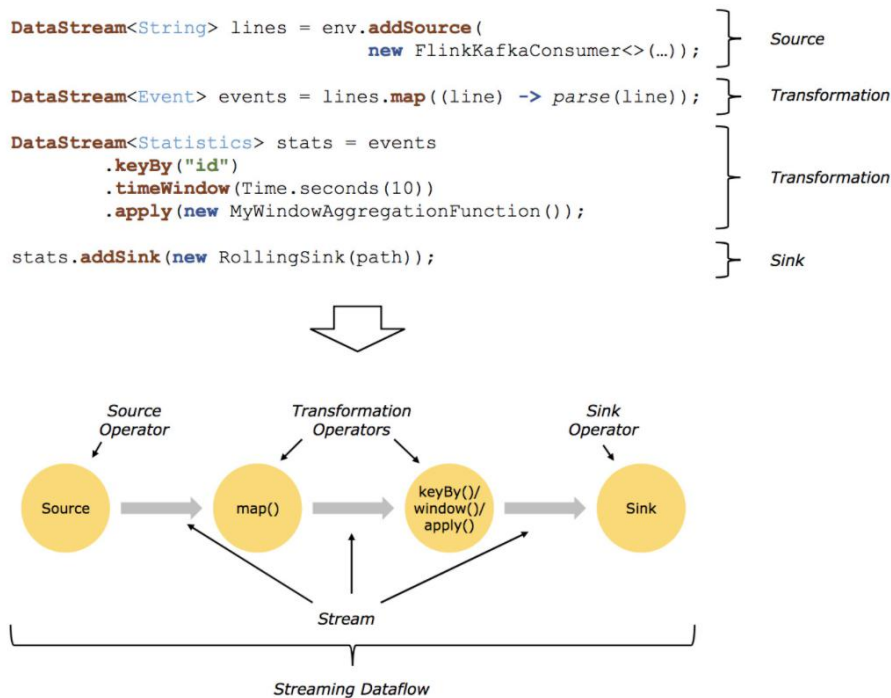 DataStream<String> lines = env.addSource(
new FlinkKafkaConsumer<>(…));
Source
DataStream<Event> events = lines.map((line) -> parse(line));
Transformation
DataStream<Statistics> stats = events
.keyBy("id")
.timeWindow(Time.seconds(10))
.apply(new MyWindowAggregationFunction());
Transformation
stats.addSink(new RollingSink(path));
Sink
Source
Operator
Transformation
Operators
Sink
Operator
Source
map()
keyBy()/
window()/
apply()
Sink
Stream
Streaming Dataflow